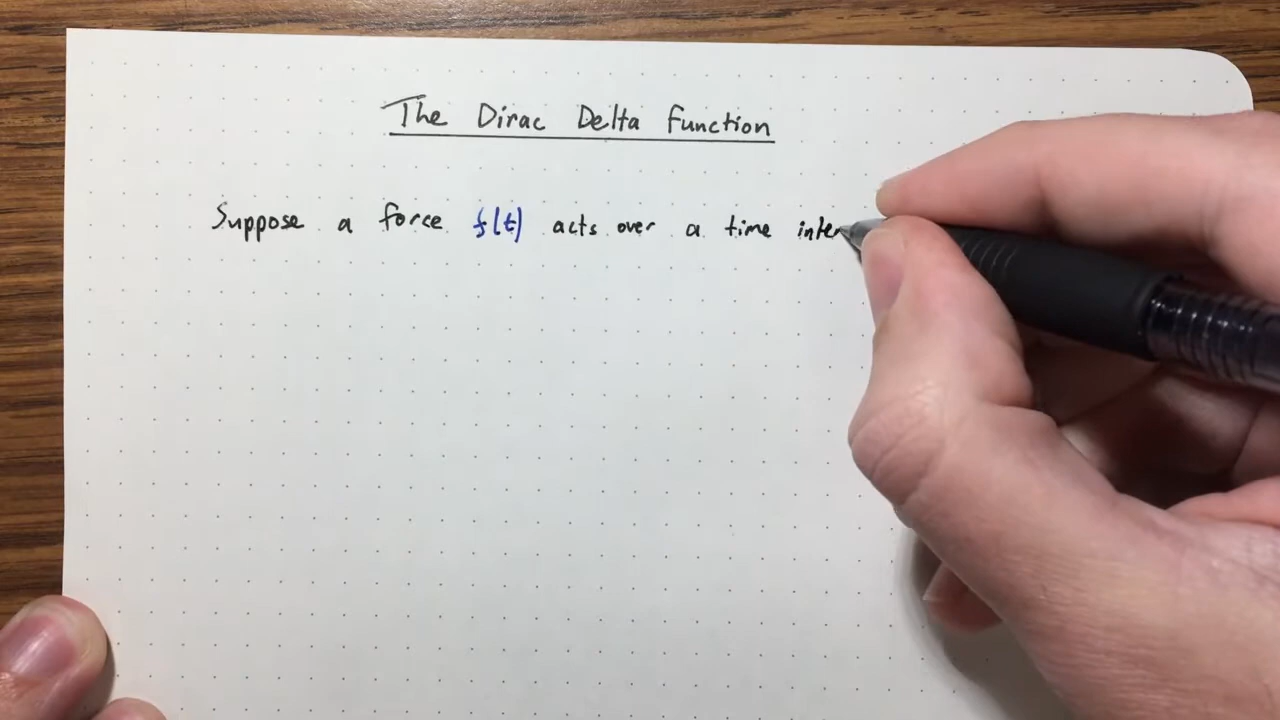 The Dirac Delta Function
Suppose a force f(t) acts over a time inter